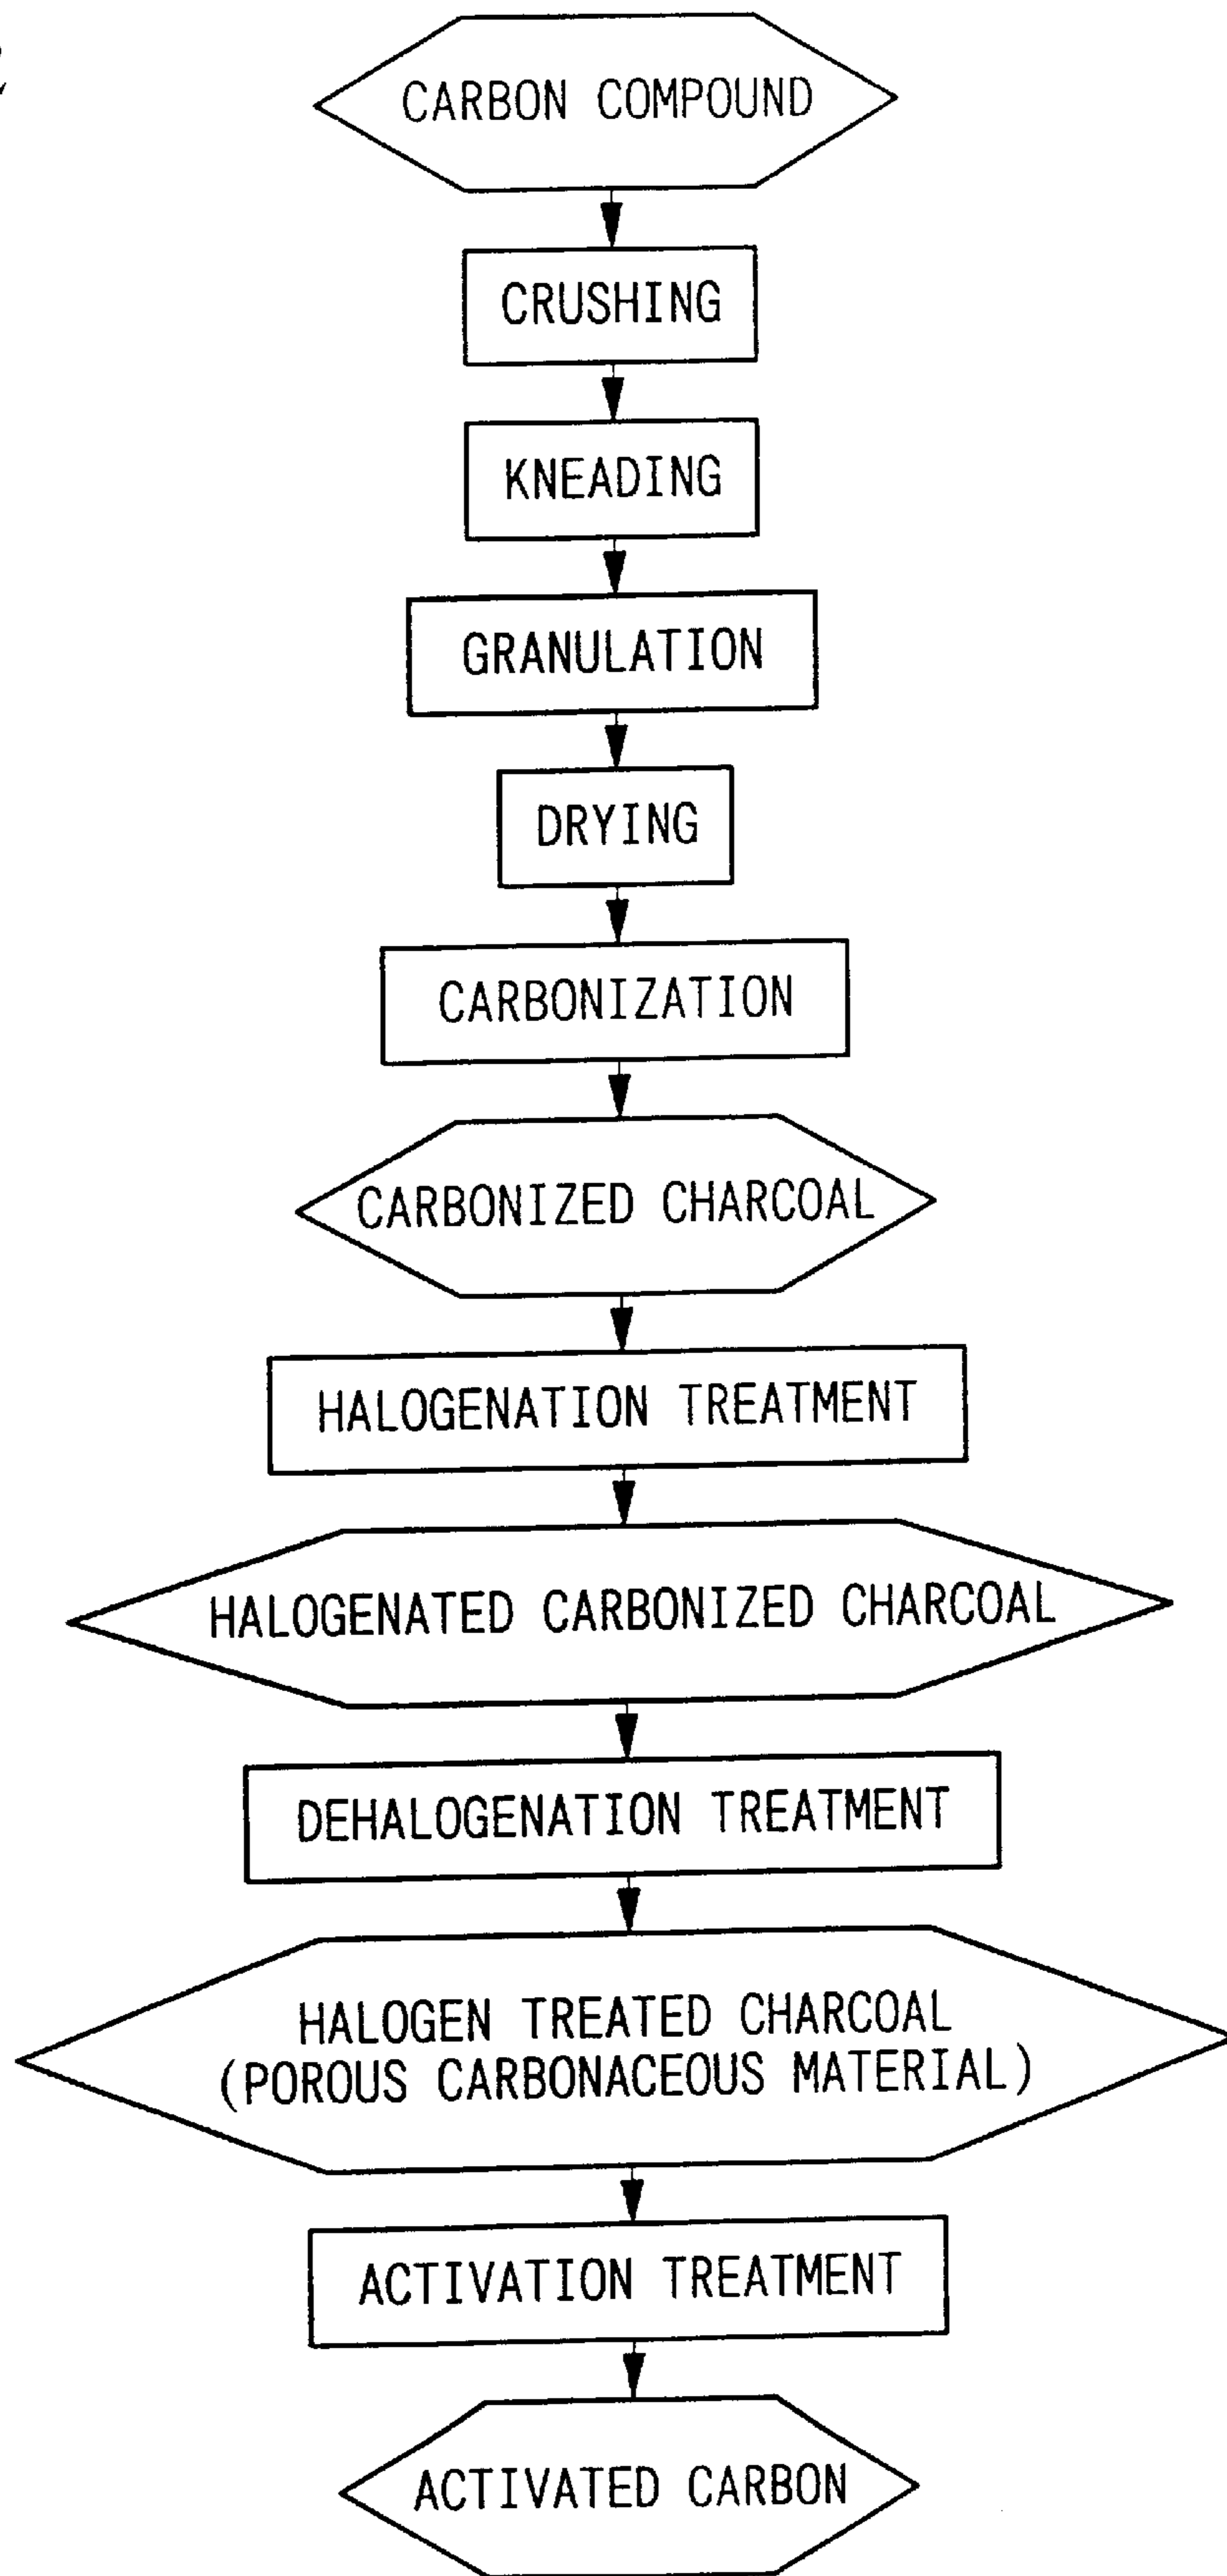 CARBON COMPOUND
CRUSHING
KNEADING
GRANULATION
DRYING
CARBONIZATION
CARBONIZED CHARCOAL
HALOGENATION TREATMENT
HALOGENATED CARBONIZED CHARCOAL
DEHALOGENATION TREATMENT
HALOGEN TREATED CHARCOAL
(POROUS CARBONACEOUS MATERIAL)
ACTIVATION TREATMENT
ACTIVATED CARBON